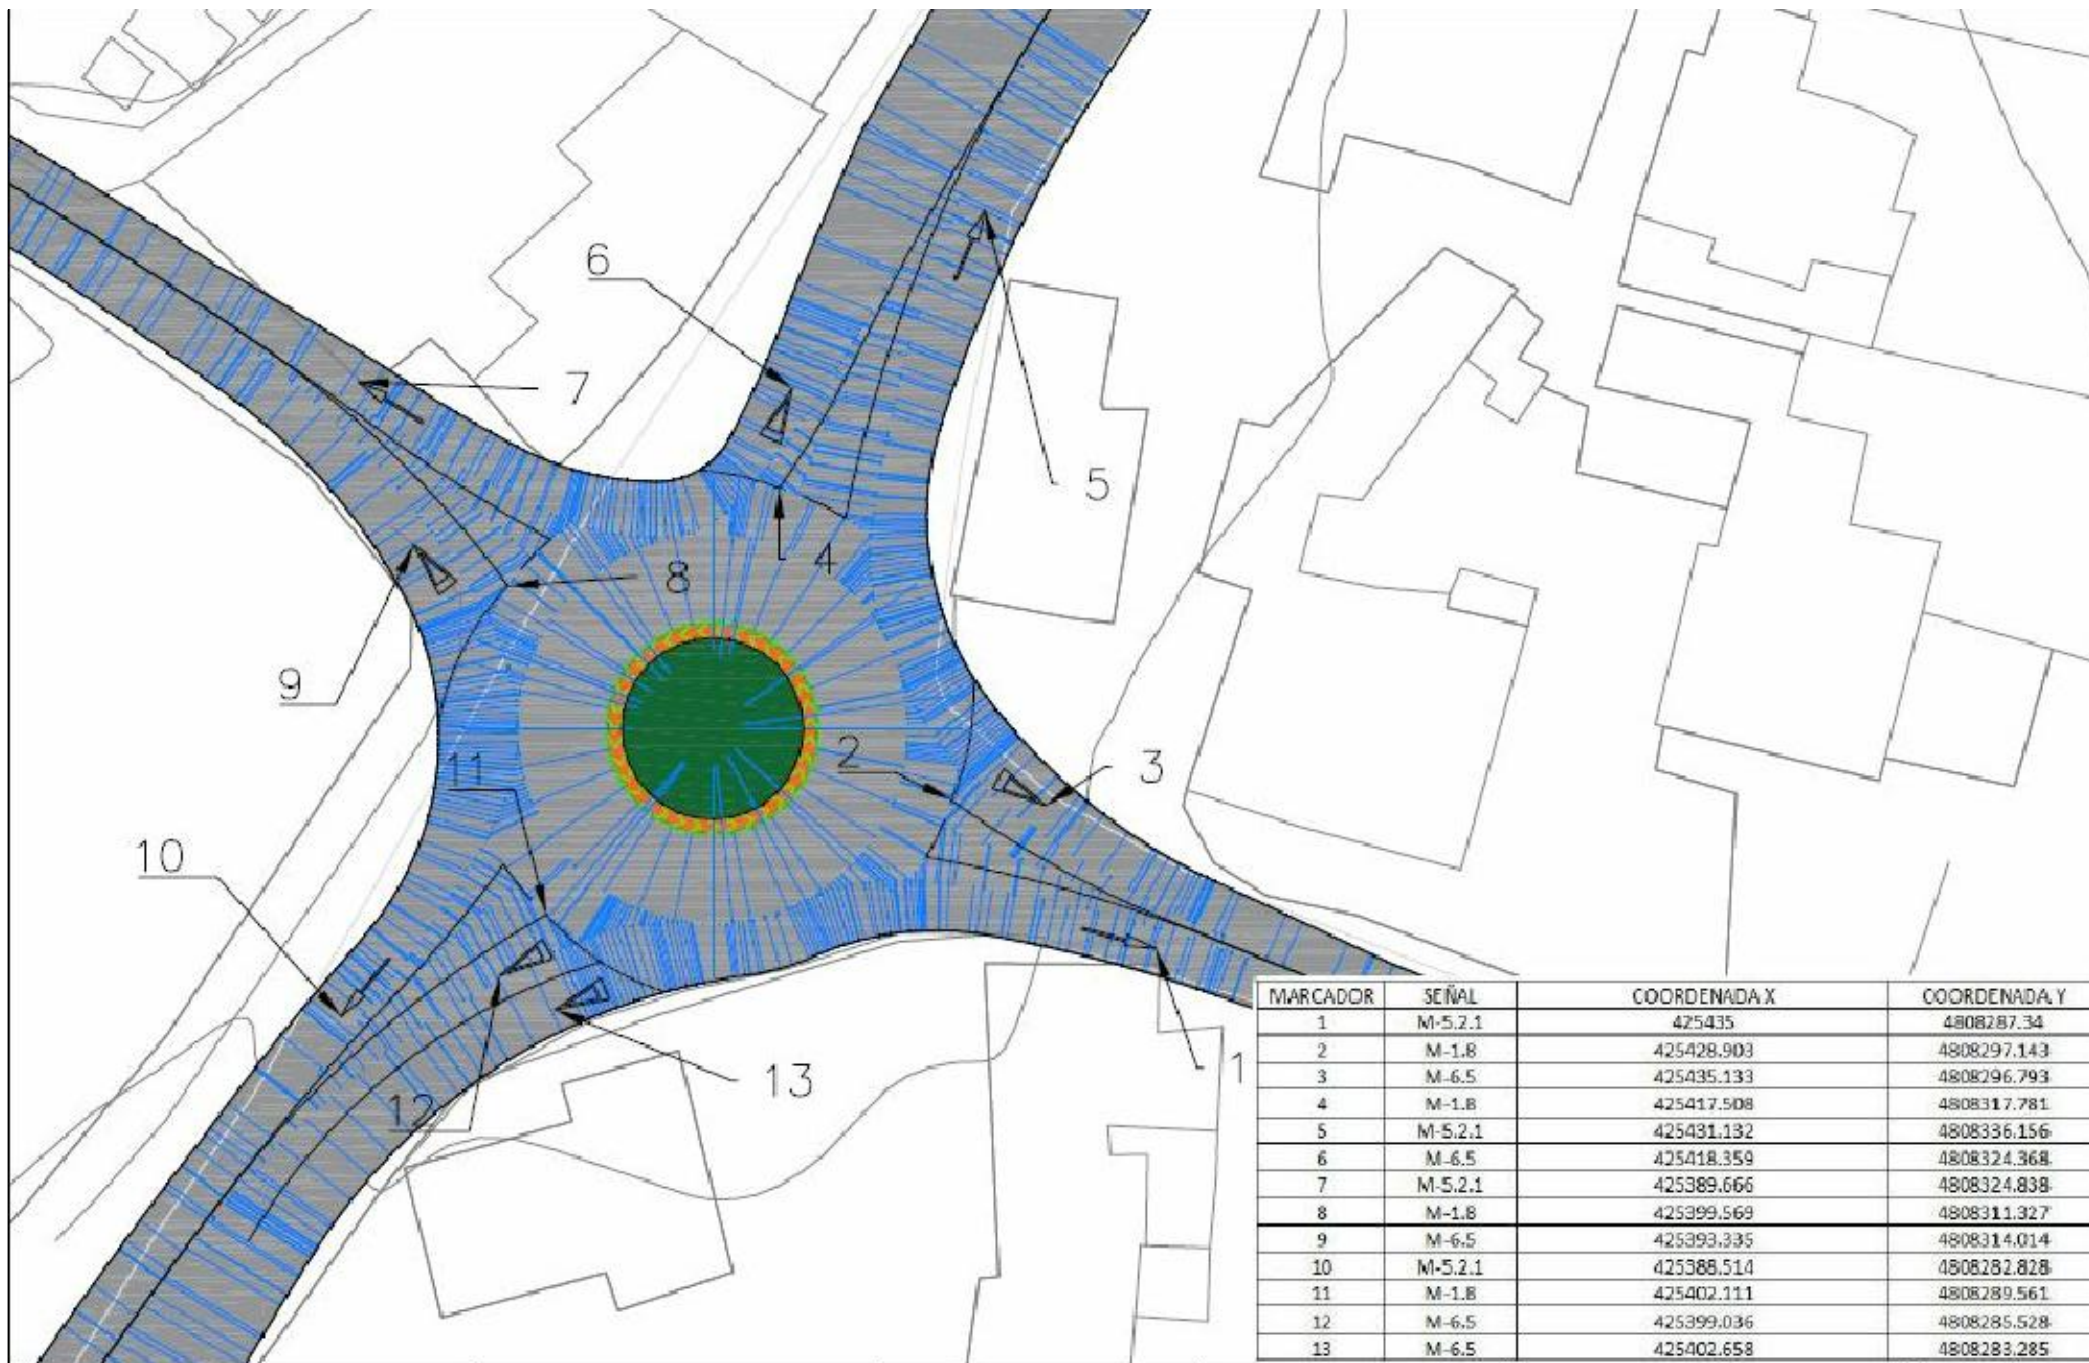 6
7
5
4
8
9
2
3
11
10
1
13
12
MARCADOR SEÑAL COORDENADA X COORDENADA Y
1 M-5.2.1 425435 4808287.34
2 M-1.8 425428.903 4808297.143
3 M-6.5 425435.133 4808296.793
4 M-1.8 425417.508 4808317.781
5 M-5.2.1 425431.132 4808336.156
6 M-6.5 425418.359 4808324.368
7 M-5.2.1 425389.666 4808324.838
8 M-1.8 425399.569 4808311.327
9 M-6.5 425393.335 4808314.014
10 M-5.2.1 425388.514 4808282.828
11 M-1.8 425402.111 4808289.561
12 M-6.5 425399.036 4808285.528
13 M-6.5 425402.658 4808283.285